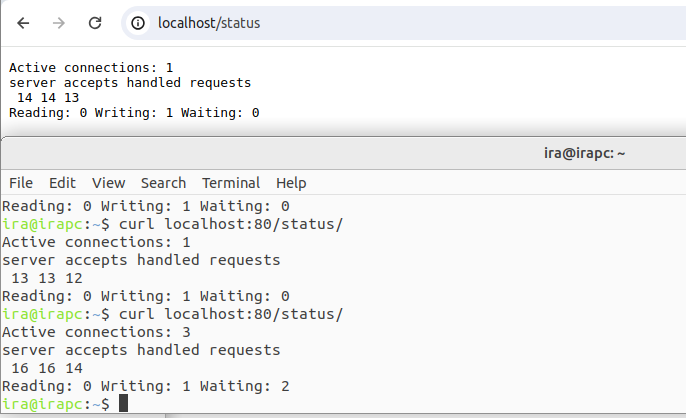 localhost/status
Active connections: 1
server accepts handled requests
 14 14 13
Reading: 0 Writing: 1 Waiting: 0
ira@irapc: ~
File Edit View Search Terminal Help
Reading: 0 Writing: 1 Waiting: 0
ira@irapc:~$ curl localhost:80/status/
Active connections: 1
server accepts handled requests
 13 13 12
Reading: 0 Writing: 1 Waiting: 0
ira@irapc:~$ curl localhost:80/status/
Active connections: 3
server accepts handled requests
 16 16 14
Reading: 0 Writing: 1 Waiting: 2
ira@irapc:~$